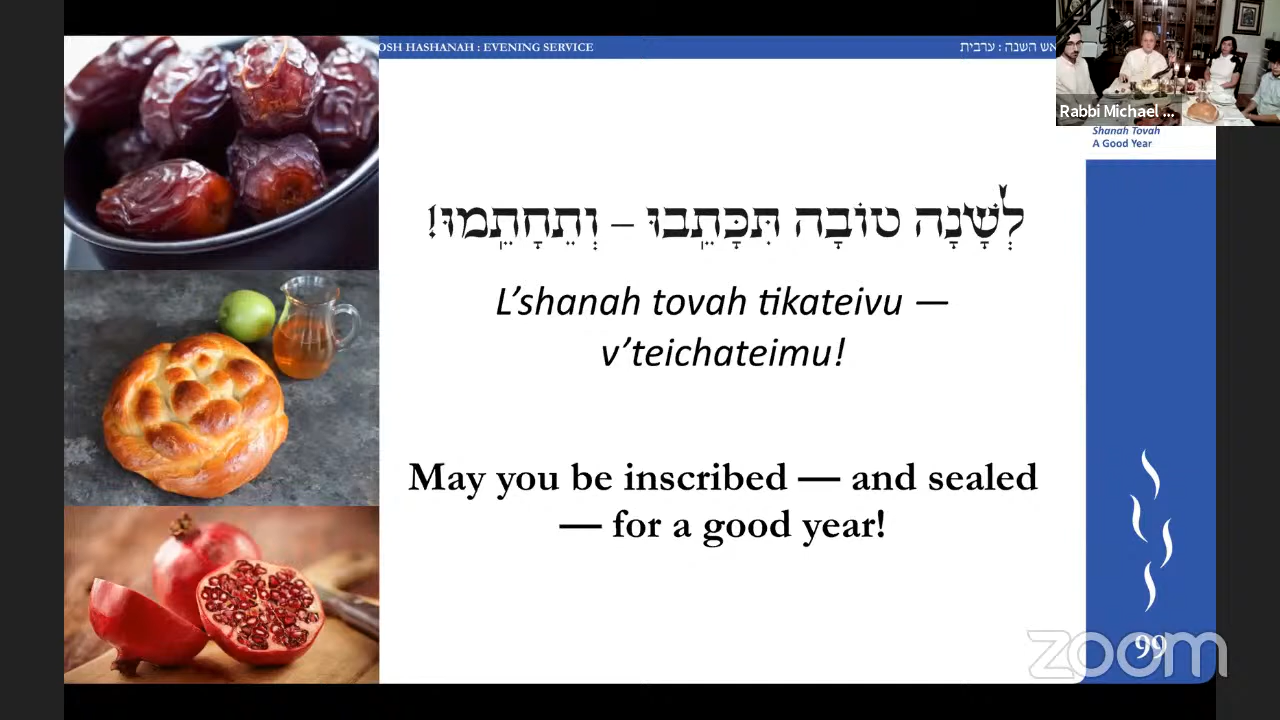 OSH HASHANAH : EVENING SERVICE
אש השנה : ערבית
Rabbi Michael ...
Shanah Tovah
A Good Year
לְשָׁנָה טוֹבָה תִּכָּתֵבוּ – וְתֵחָתֵמוּ!
L’shanah tovah tikateivu —
v’teichateimu!
May you be inscribed — and sealed
— for a good year!
99
zoom